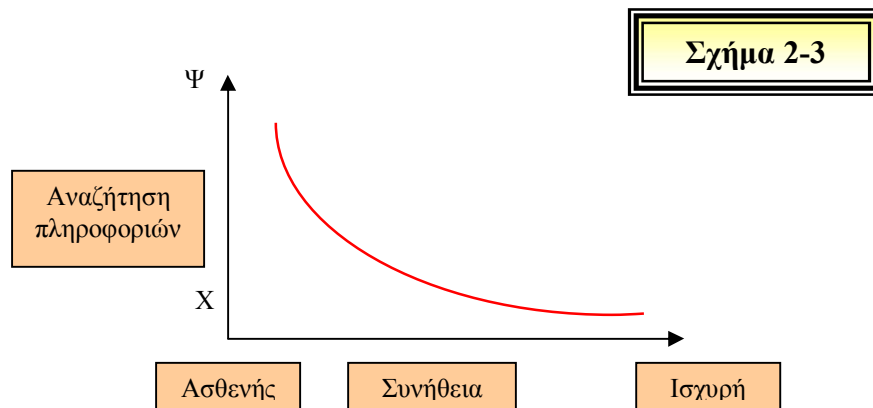 Σχήμα 2-3
Ψ
Αναζήτηση
πληροφοριών
Χ
Ασθενής
Συνήθεια
Ισχυρή